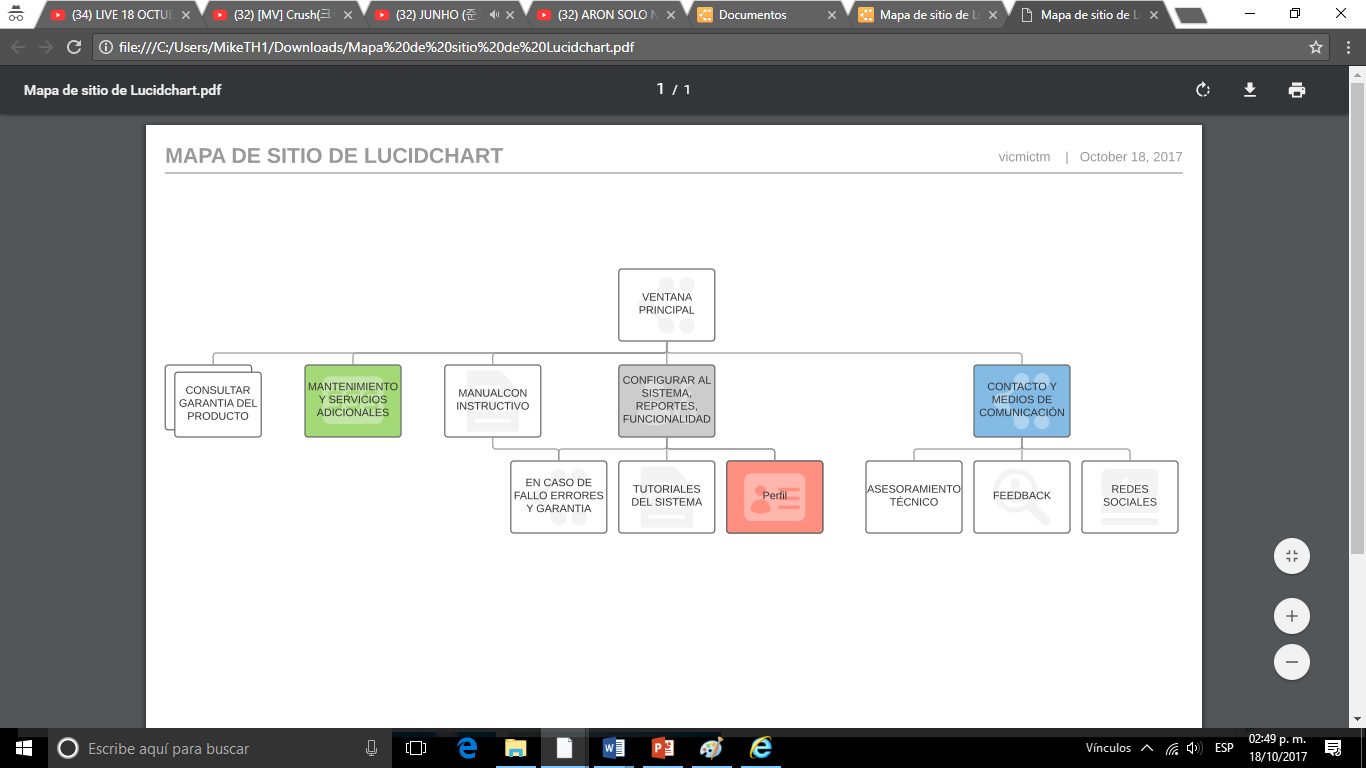 (34) LIVE 18 OCTU
(32) [MV] Crush(크
(32) JUNHO (준
(32) ARON SOLO N
Documentos
Mapa de sitio de L
Mapa de sitio de L
file:///C:/Users/MikeTH1/Downloads/Mapa%20de%20sitio%20de%20Lucidchart.pdf
Mapa de sitio de Lucidchart.pdf
1 / 1
MAPA DE SITIO DE LUCIDCHART
vicmictm | October 18, 2017
VENTANA
PRINCIPAL
CONSULTAR
GARANTIA DEL
PRODUCTO
MANTENIMIENTO
Y SERVICIOS
ADICIONALES
MANUALCON
INSTRUCTIVO
CONFIGURAR AL
SISTEMA,
REPORTES,
FUNCIONALIDAD
CONTACTO Y
MEDIOS DE
COMUNICACIÓN
EN CASO DE
FALLO ERRORES
Y GARANTIA
TUTORIALES
DEL SISTEMA
Perfil
ASESORAMIENTO
TÉCNICO
FEEDBACK
REDES
SOCIALES
Escribe aquí para buscar
Vínculos
ESP
02:49 p. m.
18/10/2017